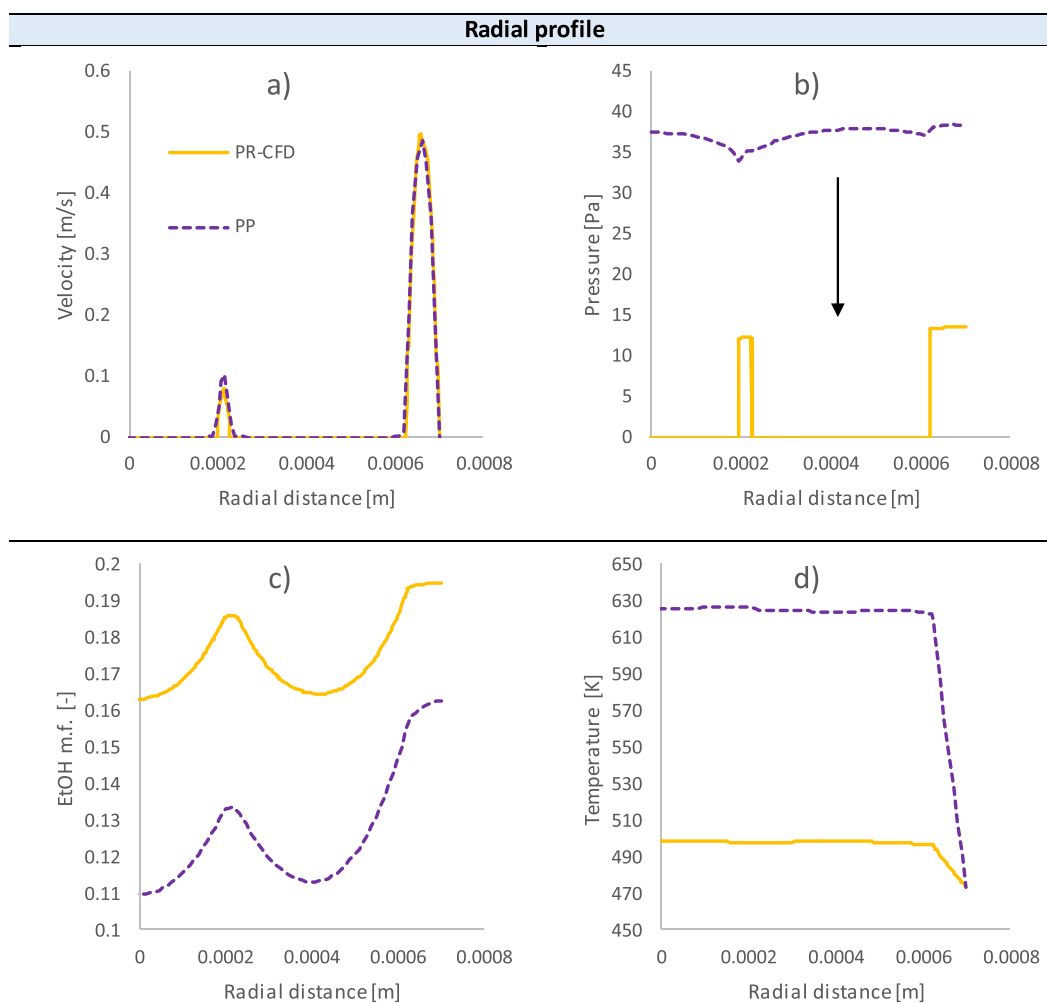 Radial profile
a)
0.6
0.5
0.4
0.3
0.2
0.1
0
Velocity [m/s]
PR-CFD
PP
0 0.0002 0.0004 0.0006 0.0008
Radial distance [m]
b)
45
40
35
30
25
20
15
10
5
0
Pressure [Pa]
0 0.0002 0.0004 0.0006 0.0008
Radial distance [m]
c)
0.2
0.19
0.18
0.17
0.16
0.15
0.14
0.13
0.12
0.11
0.1
EtOH m.f. [-]
0 0.0002 0.0004 0.0006 0.0008
Radial distance [m]
d)
650
630
610
590
570
550
530
510
490
470
450
Temperature [K]
0 0.0002 0.0004 0.0006 0.0008
Radial distance [m]